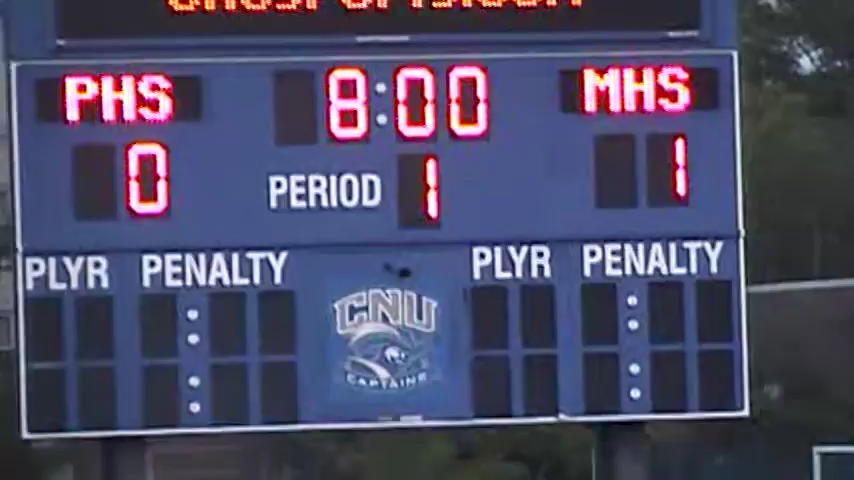 PHS 8:00 MHS
0 PERIOD 1 1
PLYR PENALTY PLYR PENALTY
CNU
CAPTAINS